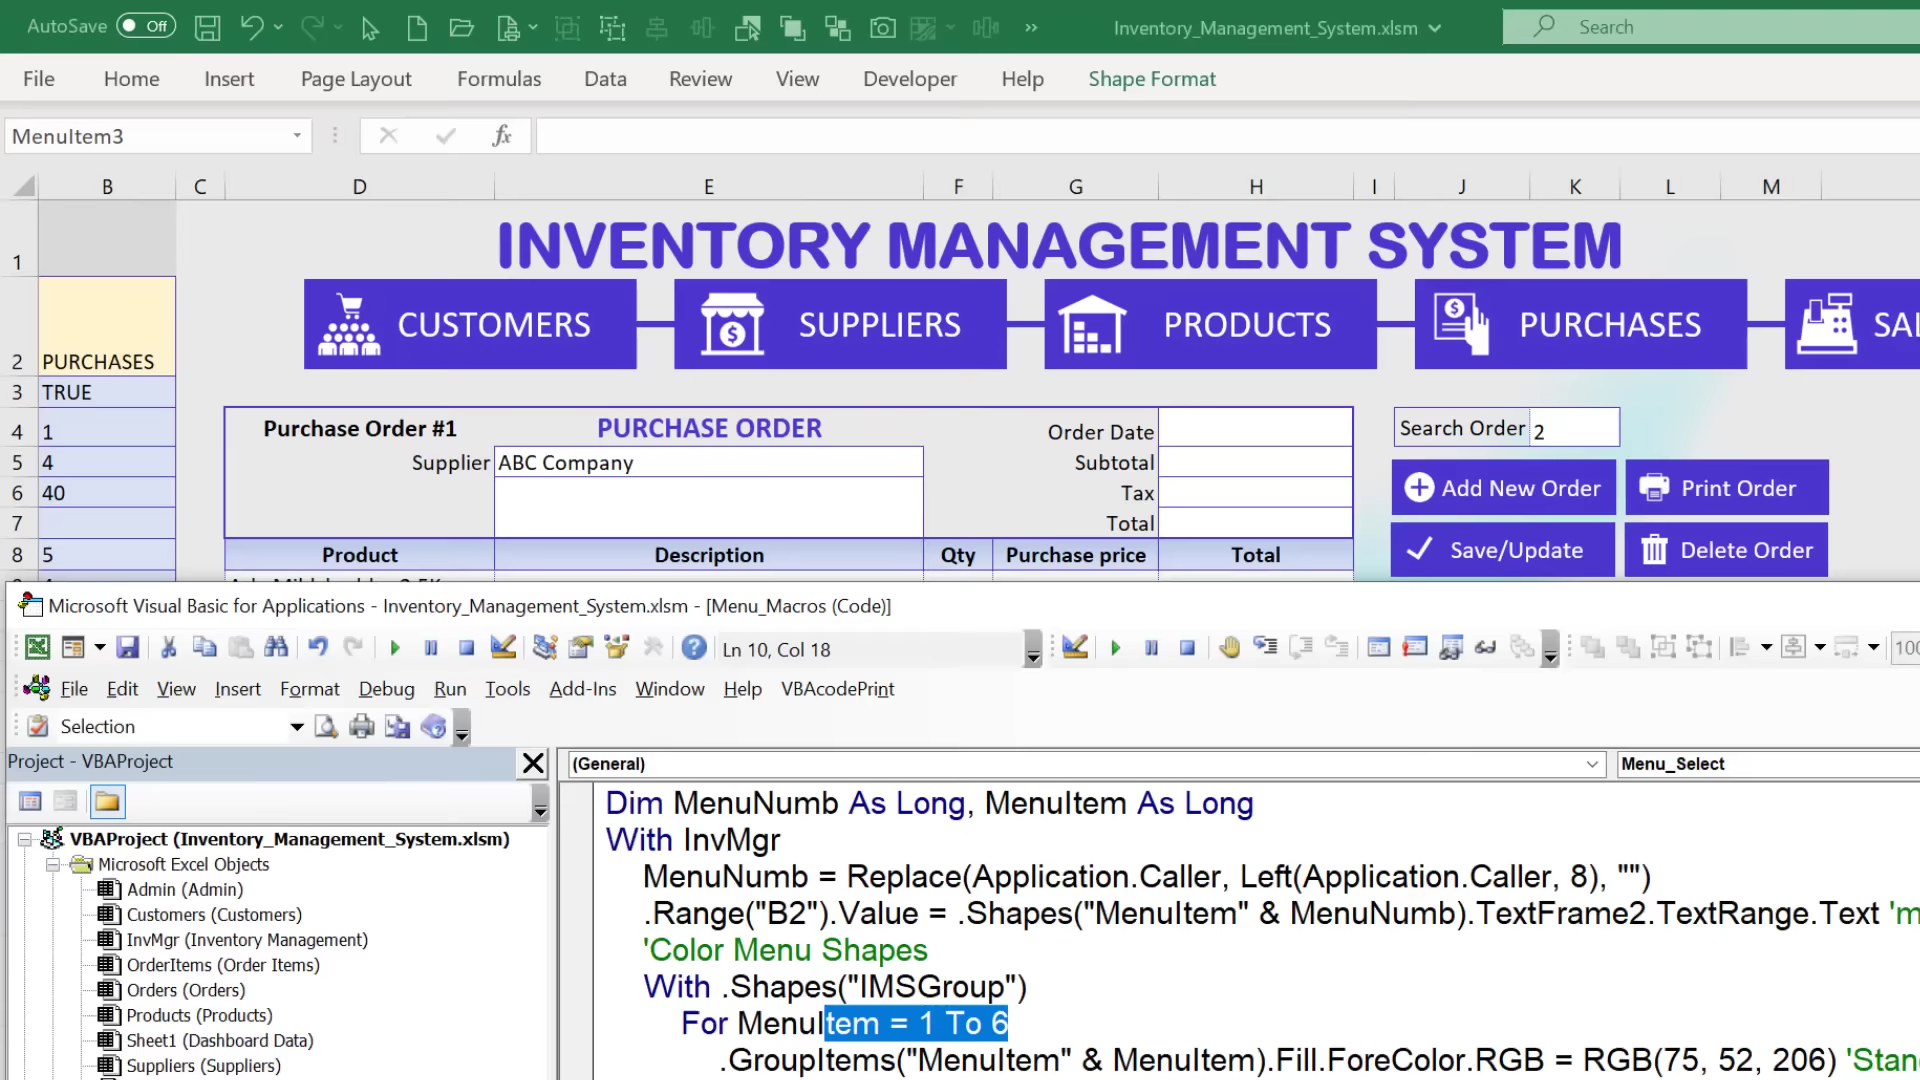 AutoSave Off Inventory_Management_System.xlsm Search
File Home Insert Page Layout Formulas Data Review View Developer Help Shape Format
MenuItem3 fx
B C D E F G H I J K L M
1 INVENTORY MANAGEMENT SYSTEM
CUSTOMERS SUPPLIERS PRODUCTS PURCHASES SAL
2 PURCHASES
3 TRUE
4 1 Purchase Order #1 PURCHASE ORDER Order Date Search Order 2
5 4 Supplier ABC Company Subtotal
6 40 Tax Add New Order Print Order
7 Total
8 5 Product Description Qty Purchase price Total Save/Update Delete Order
Microsoft Visual Basic for Applications - Inventory_Management_System.xlsm - [Menu_Macros (Code)]
Ln 10, Col 18
File Edit View Insert Format Debug Run Tools Add-Ins Window Help VBAcodePrint
Selection
Project - VBAProject
(General) Menu_Select
VBAProject (Inventory_Management_System.xlsm)
Microsoft Excel Objects
Admin (Admin)
Customers (Customers)
InvMgr (Inventory Management)
OrderItems (Order Items)
Orders (Orders)
Products (Products)
Sheet1 (Dashboard Data)
Suppliers (Suppliers)
Dim MenuNumb As Long, MenuItem As Long
With InvMgr
MenuNumb = Replace(Application.Caller, Left(Application.Caller, 8), "")
.Range("B2").Value = .Shapes("MenuItem" & MenuNumb).TextFrame2.TextRange.Text 'm
'Color Menu Shapes
With .Shapes("IMSGroup")
For MenuItem = 1 To 6
.GroupItems("MenuItem" & MenuItem).Fill.ForeColor.RGB = RGB(75, 52, 206) 'Stan